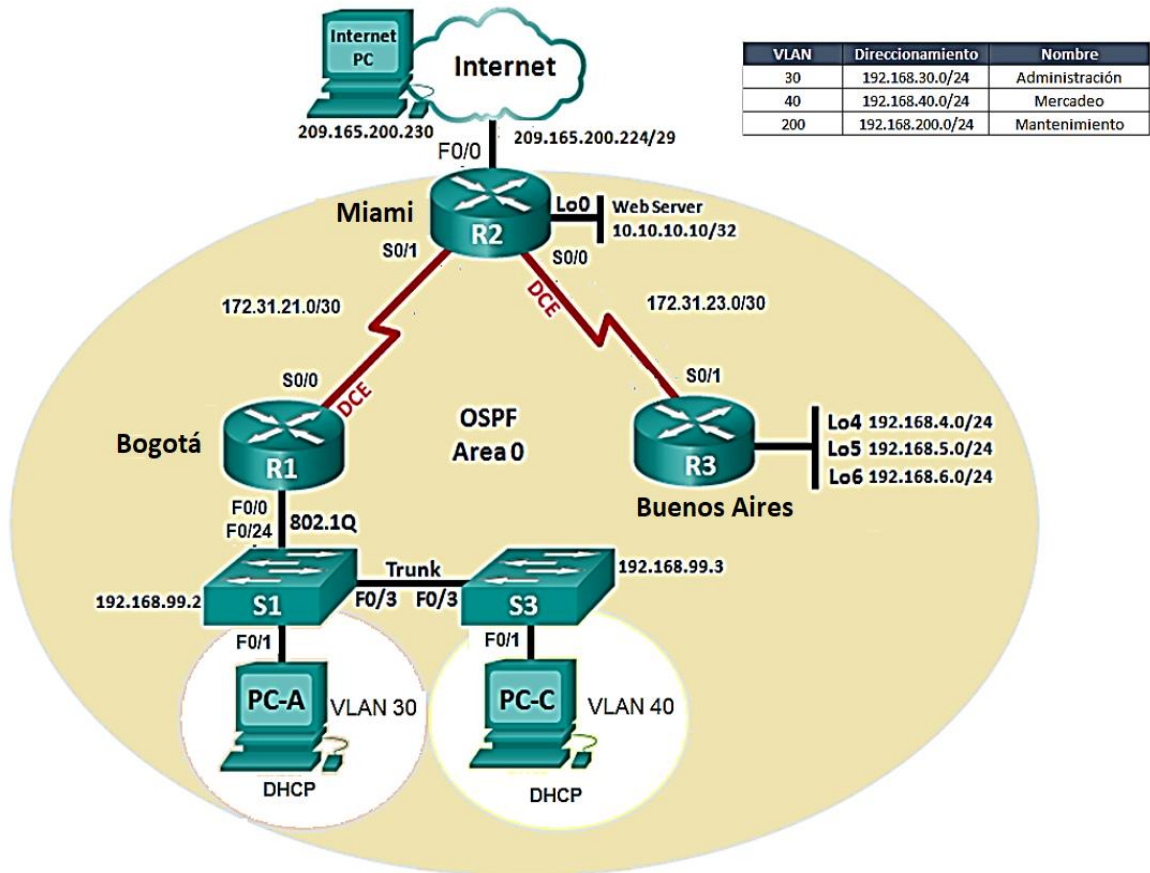 Internet
PC
Internet
209.165.200.230
209.165.200.224/29
F0/0
VLAN Direccionamiento Nombre
30 192.168.30.0/24 Administración
40 192.168.40.0/24 Mercadeo
200 192.168.200.0/24 Mantenimiento
Miami
R2
Lo0
Web Server
10.10.10.10/32
S0/1
S0/0
DCE
172.31.21.0/30
172.31.23.0/30
S0/0
DCE
S0/1
OSPF
Area 0
Bogotá
R1
R3
Buenos Aires
Lo4 192.168.4.0/24
Lo5 192.168.5.0/24
Lo6 192.168.6.0/24
F0/0
F0/24
802.1Q
192.168.99.2
S1
Trunk
F0/3 F0/3
S3
192.168.99.3
F0/1
F0/1
PC-A
VLAN 30
PC-C
VLAN 40
DHCP
DHCP